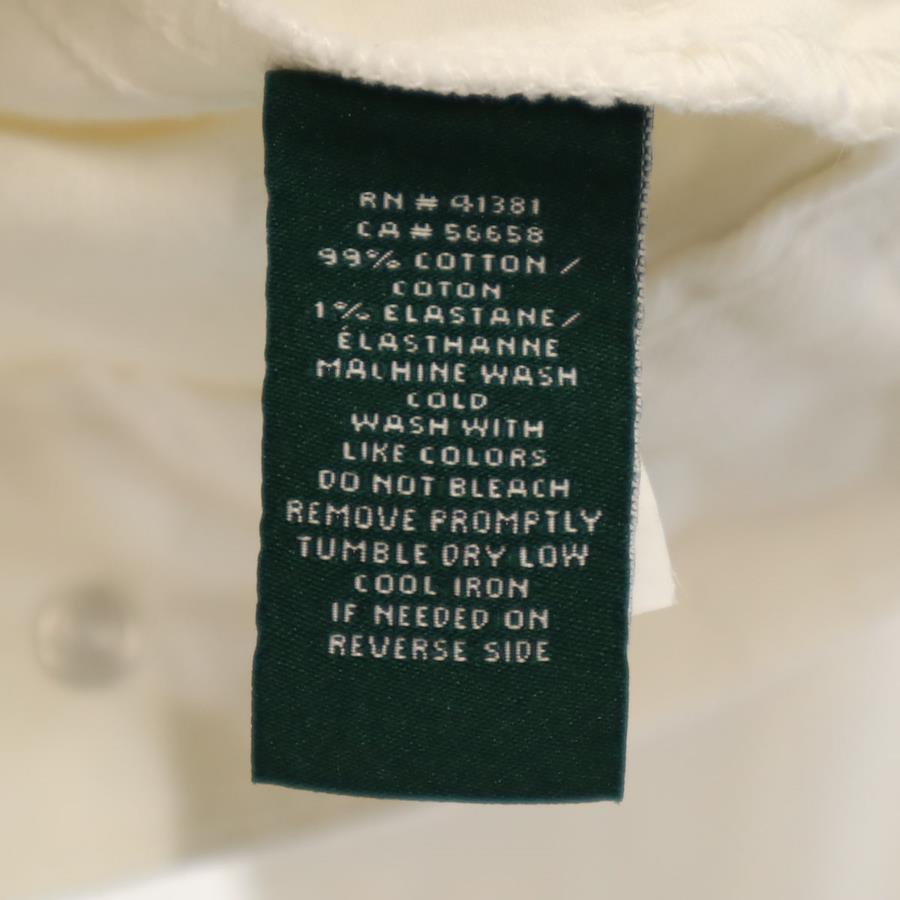 RN # 41381
CA # 56658
99% COTTON /
COTON
1% ELASTANE/
ÉLASTHANNE
MACHINE WASH
COLD
WASH WITH
LIKE COLORS
DO NOT BLEACH
REMOVE PROMPTLY
TUMBLE DRY LOW
COOL IRON
IF NEEDED ON
REVERSE SIDE